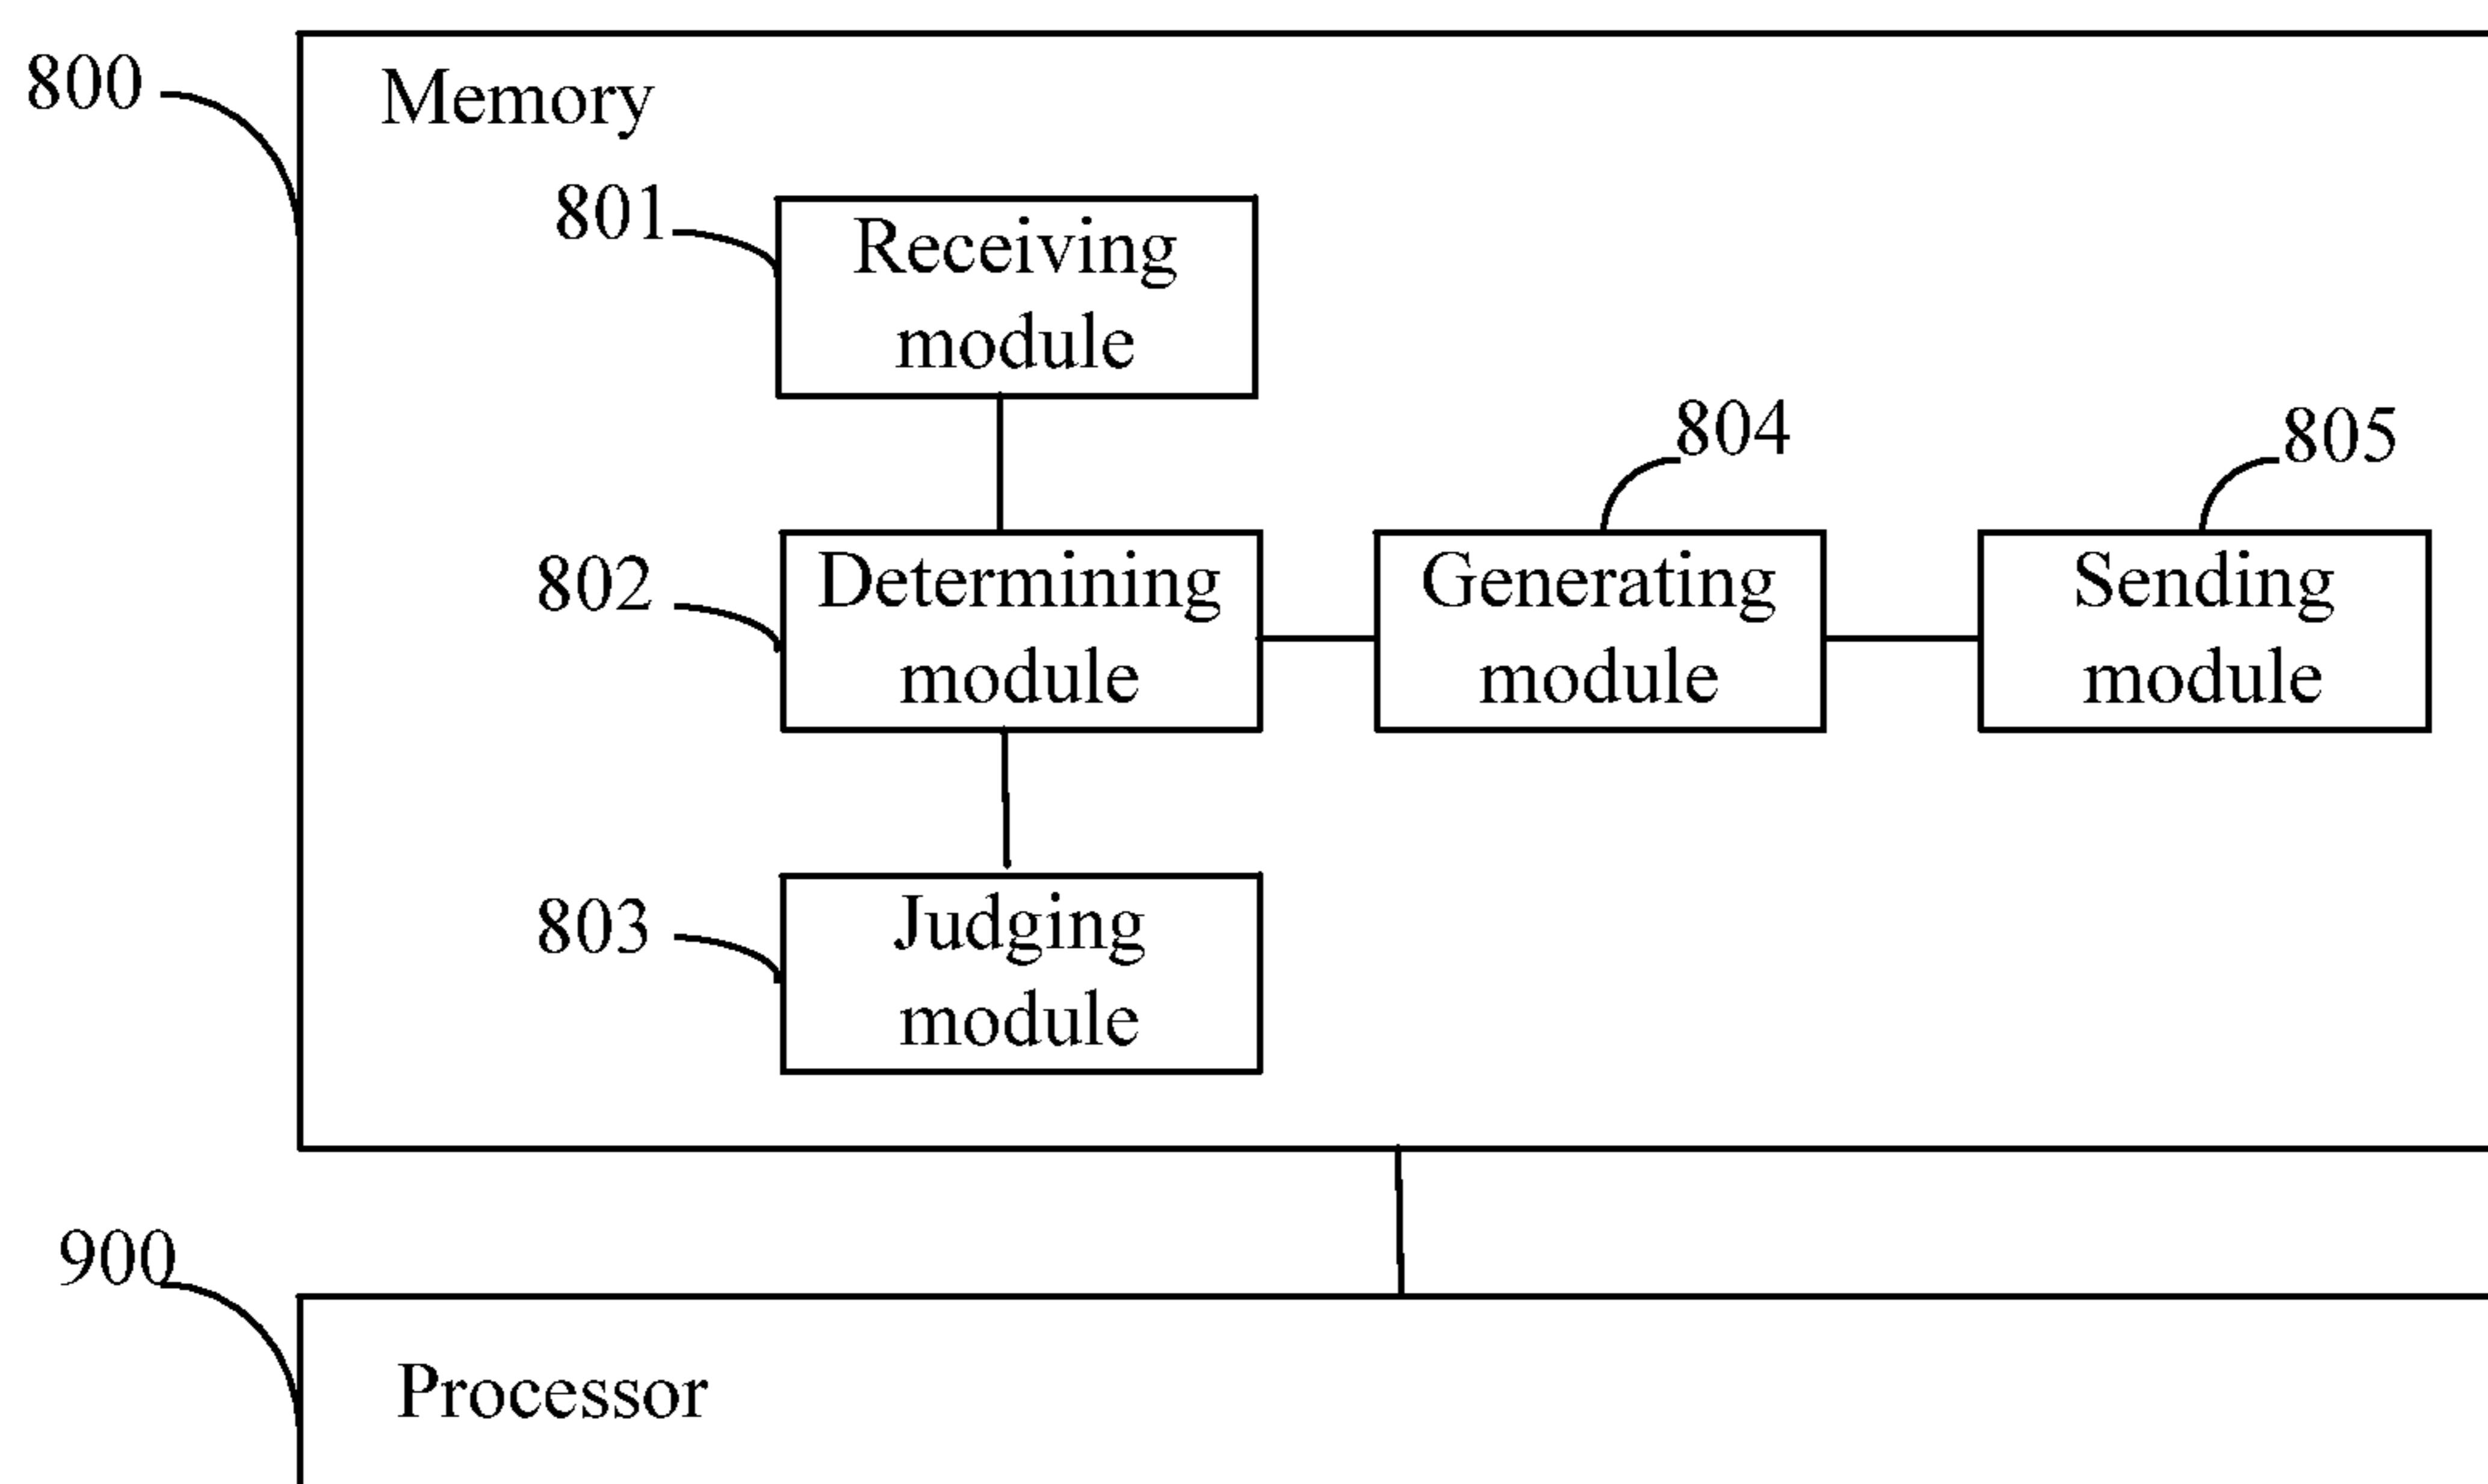 800
Memory
801
Receiving
module
804
805
802
Determining
module
Generating
module
Sending
module
803
Judging
module
900
Processor